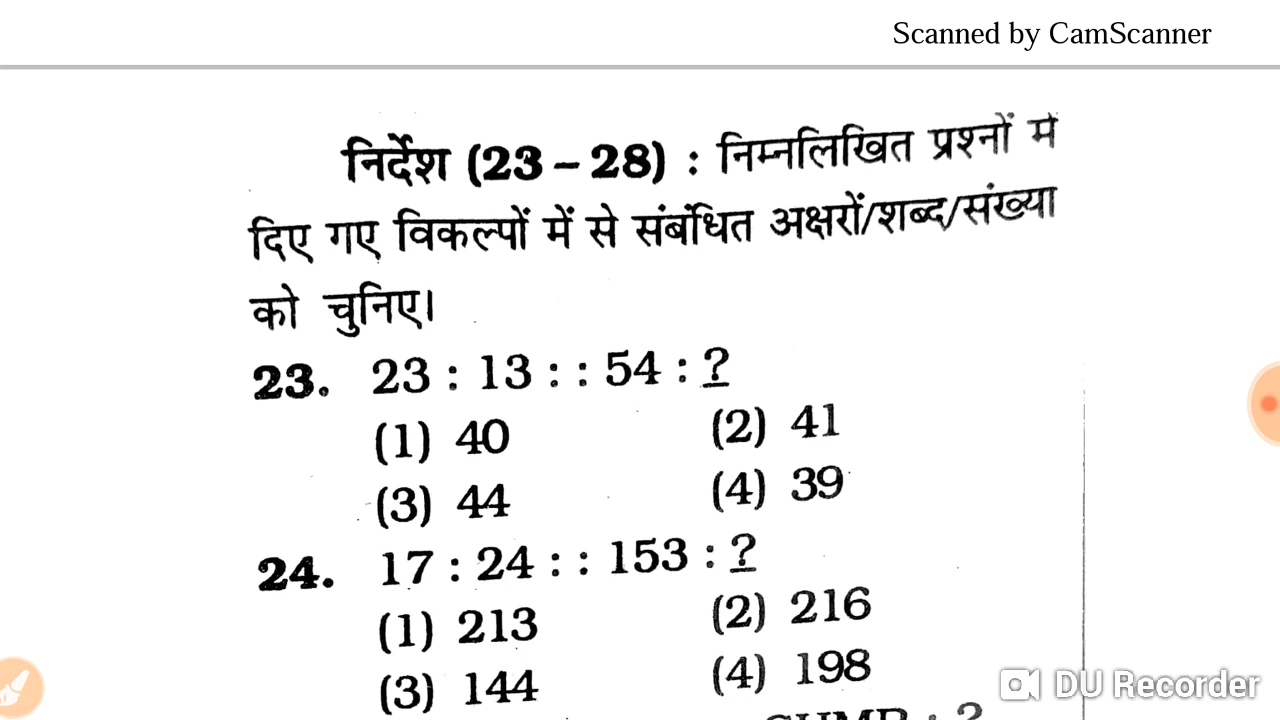 Scanned by CamScanner
निर्देश (23 – 28) : निम्नलिखित प्रश्नों में
दिए गए विकल्पों में से संबंधित अक्षरों/शब्द/संख्या
को चुनिए।
23. 23 : 13 : : 54 : ?
(1) 40 (2) 41
(3) 44 (4) 39
24. 17 : 24 : : 153 : ?
(1) 213 (2) 216
(3) 144 (4) 198
: ?
DU Recorder